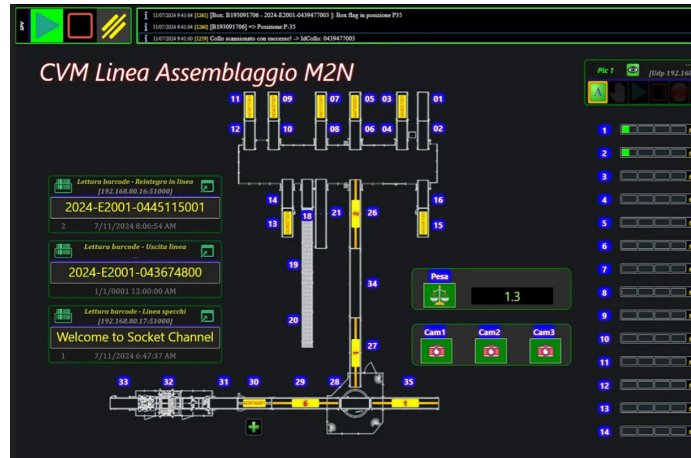 SPV
11/07/2024 9:41:04 [1261] [Box: B193091706 - 2024-E2001-0439477003 ]: Box flag in posizione P35
11/07/2024 9:41:04 [1260] [B193091706] => Posizione P-35
11/07/2024 9:41:00 [1259] Collo scansionato con successo! -> IdCollo: 0439477003
CVM Linea Assemblaggio M2N
Plc 1
[Udp 192.168
A
11 09 07 05 03 01
12 10 08 06 04 02
14 18 21 26 16
13 15
19
34
20
27
33 32 31 30 29 28 35
6 1
Lettura barcode - Reintegro in linea
[192.168.80.16:51000]
2024-E2001-0445115001
2 7/11/2024 8:06:54 AM
Lettura barcode - Uscita linea
...
2024-E2001-043674800
1/1/0001 12:00:00 AM
Lettura barcode - Linea specchi
[192.168.80.17:51000]
Welcome to Socket Channel
1 7/11/2024 6:47:37 AM
Pesa
1.3
Cam1 Cam2 Cam3
1
2
3
4
5
6
7
8
9
10
11
12
13
14